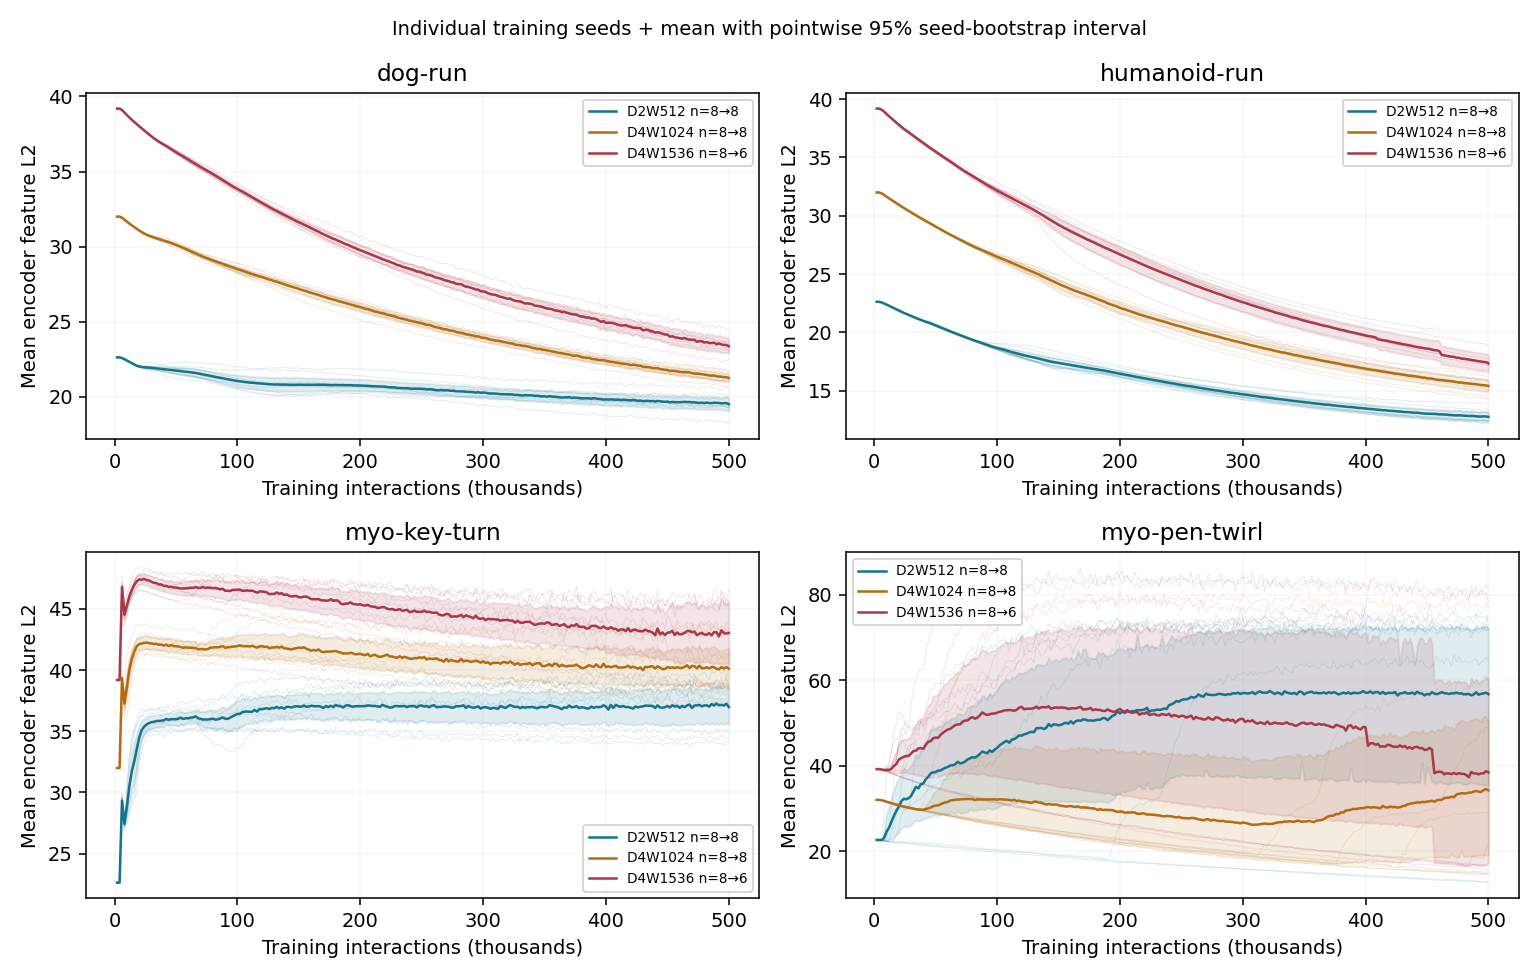 Individual training seeds + mean with pointwise 95% seed-bootstrap interval
dog-run
Mean encoder feature L2
40
35
30
25
20
0 100 200 300 400 500
Training interactions (thousands)
D2W512 n=8→8
D4W1024 n=8→8
D4W1536 n=8→6
humanoid-run
Mean encoder feature L2
40
35
30
25
20
15
0 100 200 300 400 500
Training interactions (thousands)
D2W512 n=8→8
D4W1024 n=8→8
D4W1536 n=8→6
myo-key-turn
Mean encoder feature L2
45
40
35
30
25
0 100 200 300 400 500
Training interactions (thousands)
D2W512 n=8→8
D4W1024 n=8→8
D4W1536 n=8→6
myo-pen-twirl
Mean encoder feature L2
80
60
40
20
0 100 200 300 400 500
Training interactions (thousands)
D2W512 n=8→8
D4W1024 n=8→8
D4W1536 n=8→6